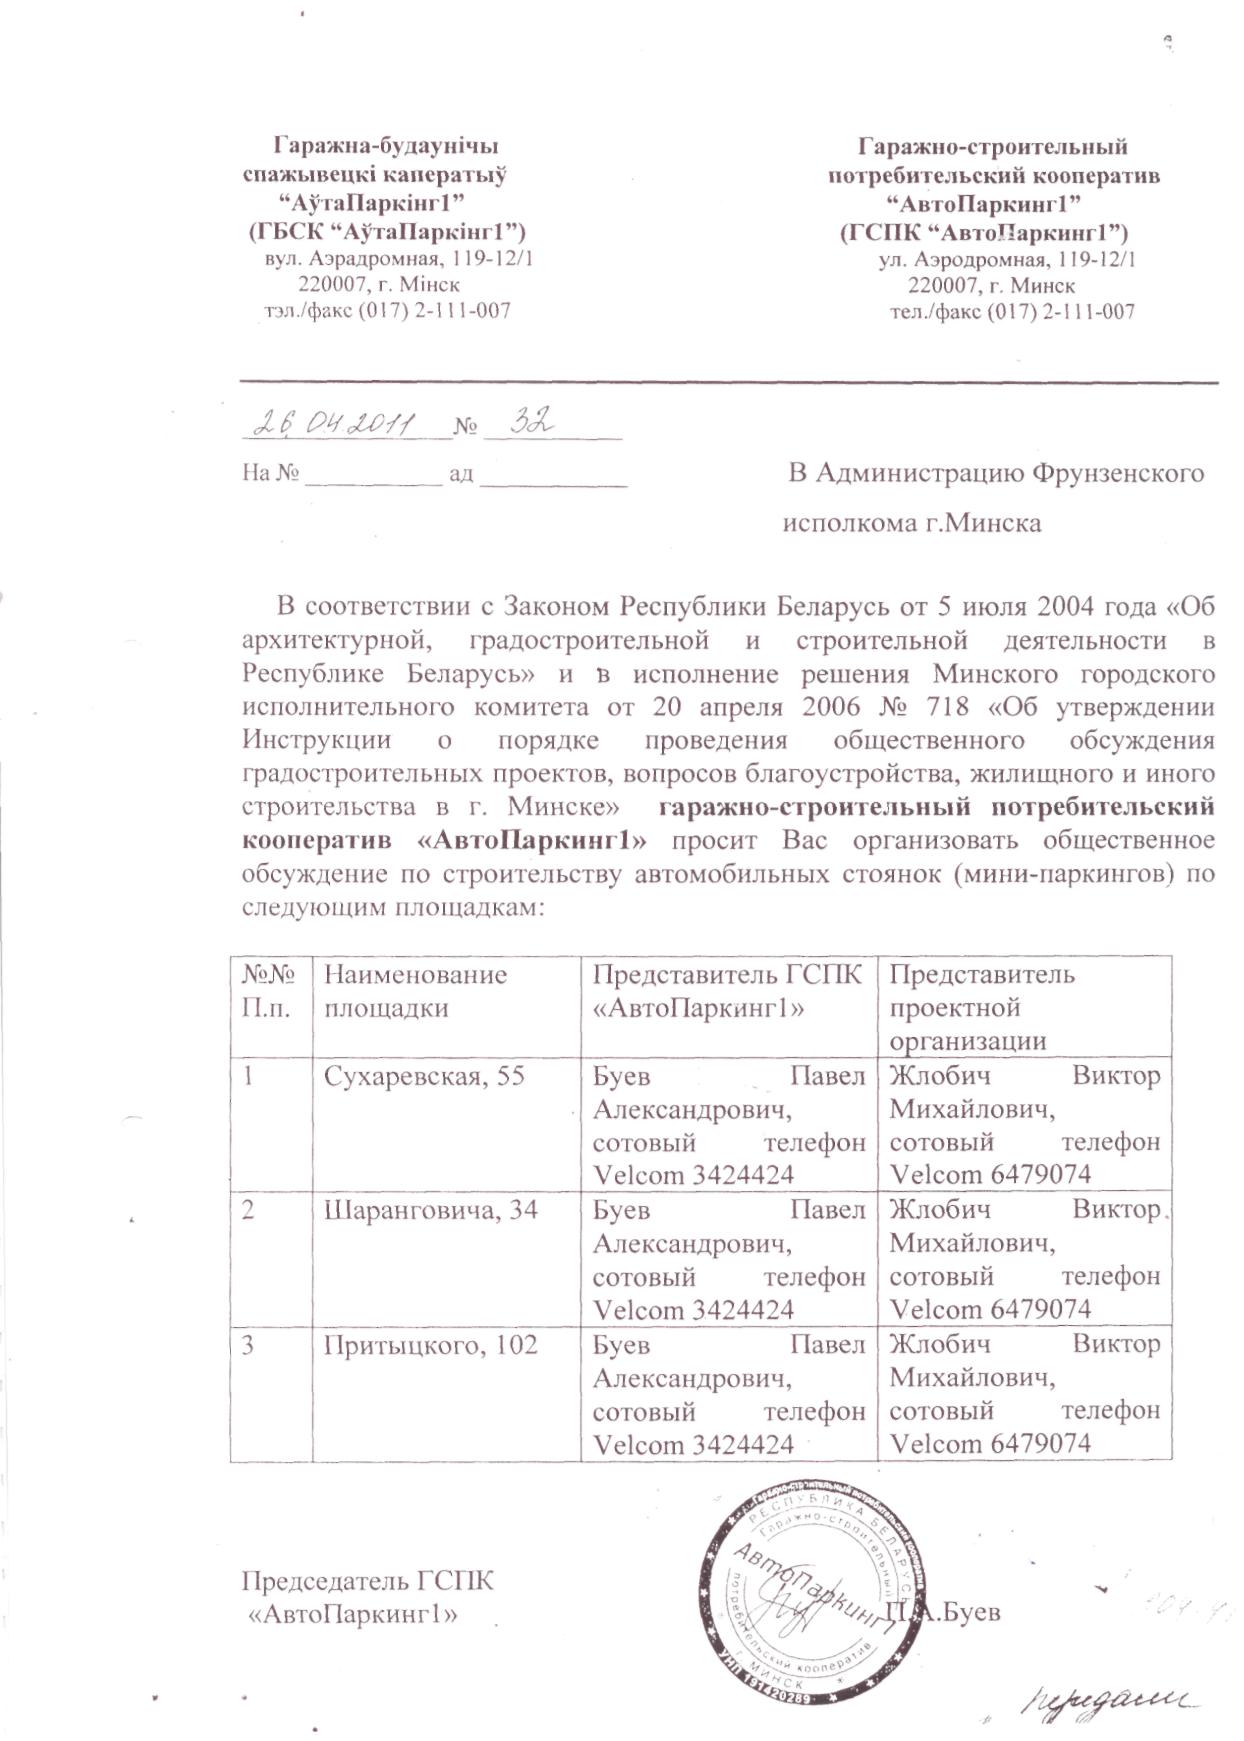 Гаражна-будаунічы
спажывецкі каператыў
“АўтаПаркінг1”
(ГБСК “АўтаПаркінг1”)
вул. Аэрадромная, 119-12/1
220007, г. Мінск
тэл./факс (017) 2-111-007
Гаражно-строительный
потребительский кооператив
“АвтоПаркинг1”
(ГСПК “АвтоПаркинг1”)
ул. Аэродромная, 119-12/1
220007, г. Минск
тел./факс (017) 2-111-007
26.04.2011 № 32
На № __________ ад __________
В Администрацию Фрунзенского
исполкома г.Минска
В соответствии с Законом Республики Беларусь от 5 июля 2004 года «Об
архитектурной, градостроительной и строительной деятельности в
Республике Беларусь» и в исполнение решения Минского городского
исполнительного комитета от 20 апреля 2006 № 718 «Об утверждении
Инструкции о порядке проведения общественного обсуждения
градостроительных проектов, вопросов благоустройства, жилищного и иного
строительства в г. Минске» гаражно-строительный потребительский
кооператив «АвтоПаркинг1» просит Вас организовать общественное
обсуждение по строительству автомобильных стоянок (мини-паркингов) по
следующим площадкам:
№№
П.п.
Наименование
площадки
Представитель ГСПК
«АвтоПаркинг1»
Представитель
проектной
организации
1
Сухаревская, 55
Буев Павел
Александрович,
сотовый телефон
Velcom 3424424
Жлобич Виктор
Михайлович,
сотовый телефон
Velcom 6479074
2
Шаранговича, 34
Буев Павел
Александрович,
сотовый телефон
Velcom 3424424
Жлобич Виктор
Михайлович,
сотовый телефон
Velcom 6479074
3
Притыцкого, 102
Буев Павел
Александрович,
сотовый телефон
Velcom 3424424
Жлобич Виктор
Михайлович,
сотовый телефон
Velcom 6479074
Председатель ГСПК
«АвтоПаркинг1»
П.А.Буев
Гаражно-строительный потребительский кооператив
РЕСПУБЛИКА БЕЛАРУСЬ
Гаражно-строительный
АвтоПаркинг1
потребительский кооператив
г. МИНСК
УНП 191420289
передали